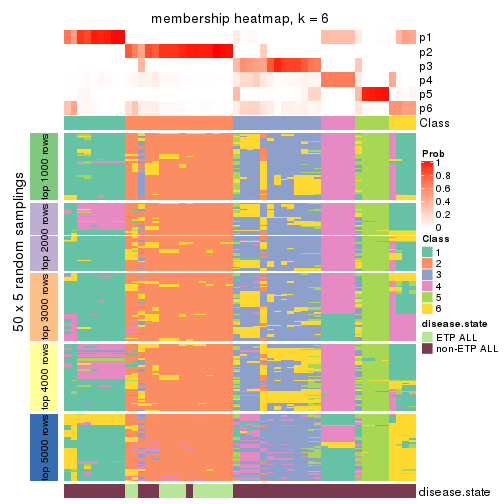 membership heatmap, k = 6
p1
p2
p3
p4
p5
p6
Class
50 x 5 random samplings
top 1000 rows
top 2000 rows
top 3000 rows
top 4000 rows
top 5000 rows
disease.state
Prob
1
0.8
0.6
0.4
0.2
0
Class
1
2
3
4
5
6
disease.state
ETP ALL
non-ETP ALL